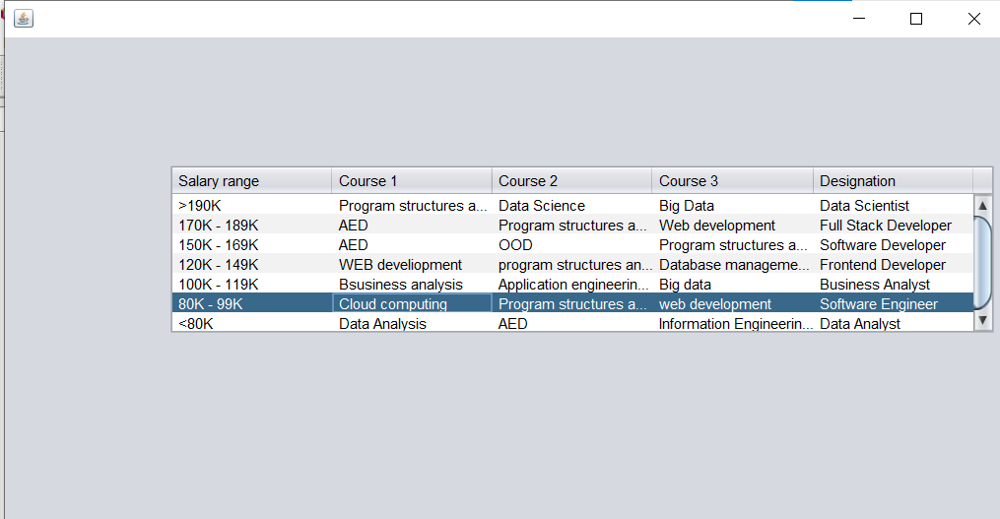 Salary range Course 1 Course 2 Course 3 Designation
>190K Program structures a... Data Science Big Data Data Scientist
170K - 189K AED Program structures a... Web development Full Stack Developer
150K - 169K AED OOD Program structures a... Software Developer
120K - 149K WEB develiopment program structures an... Database manageme... Frontend Developer
100K - 119K Bsusiness analysis Application engineerin... Big data Business Analyst
80K - 99K Cloud computing Program structures a... web development Software Engineer
<80K Data Analysis AED Information Engineerin... Data Analyst